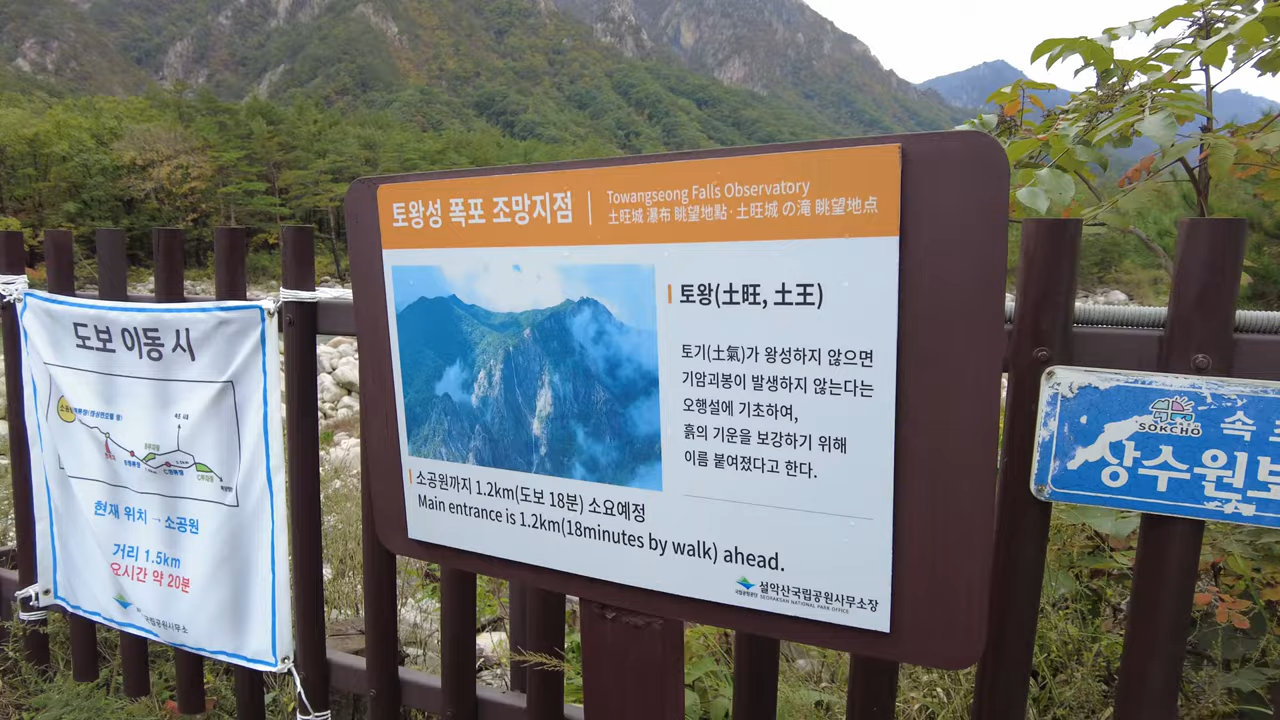 도보 이동 시
현재 위치 → 소공원
거리 1.5km
요시간 약 20분
국립공원사무소
토왕성 폭포 조망지점
Towangseong Falls Observatory
土旺城 瀑布 眺望地點 · 土旺城 の滝 眺望地点
토왕(土旺, 土王)
토기(土氣)가 왕성하지 않으면
기암괴봉이 발생하지 않는다는
오행설에 기초하여,
흙의 기운을 보강하기 위해
이름 붙여졌다고 한다.
소공원까지 1.2km(도보 18분) 소요예정
Main entrance is 1.2km(18minutes by walk) ahead.
국립공원공단
설악산국립공원사무소장
SEORAKSAN NATIONAL PARK OFFICE
SOKCHO
속
상수원보